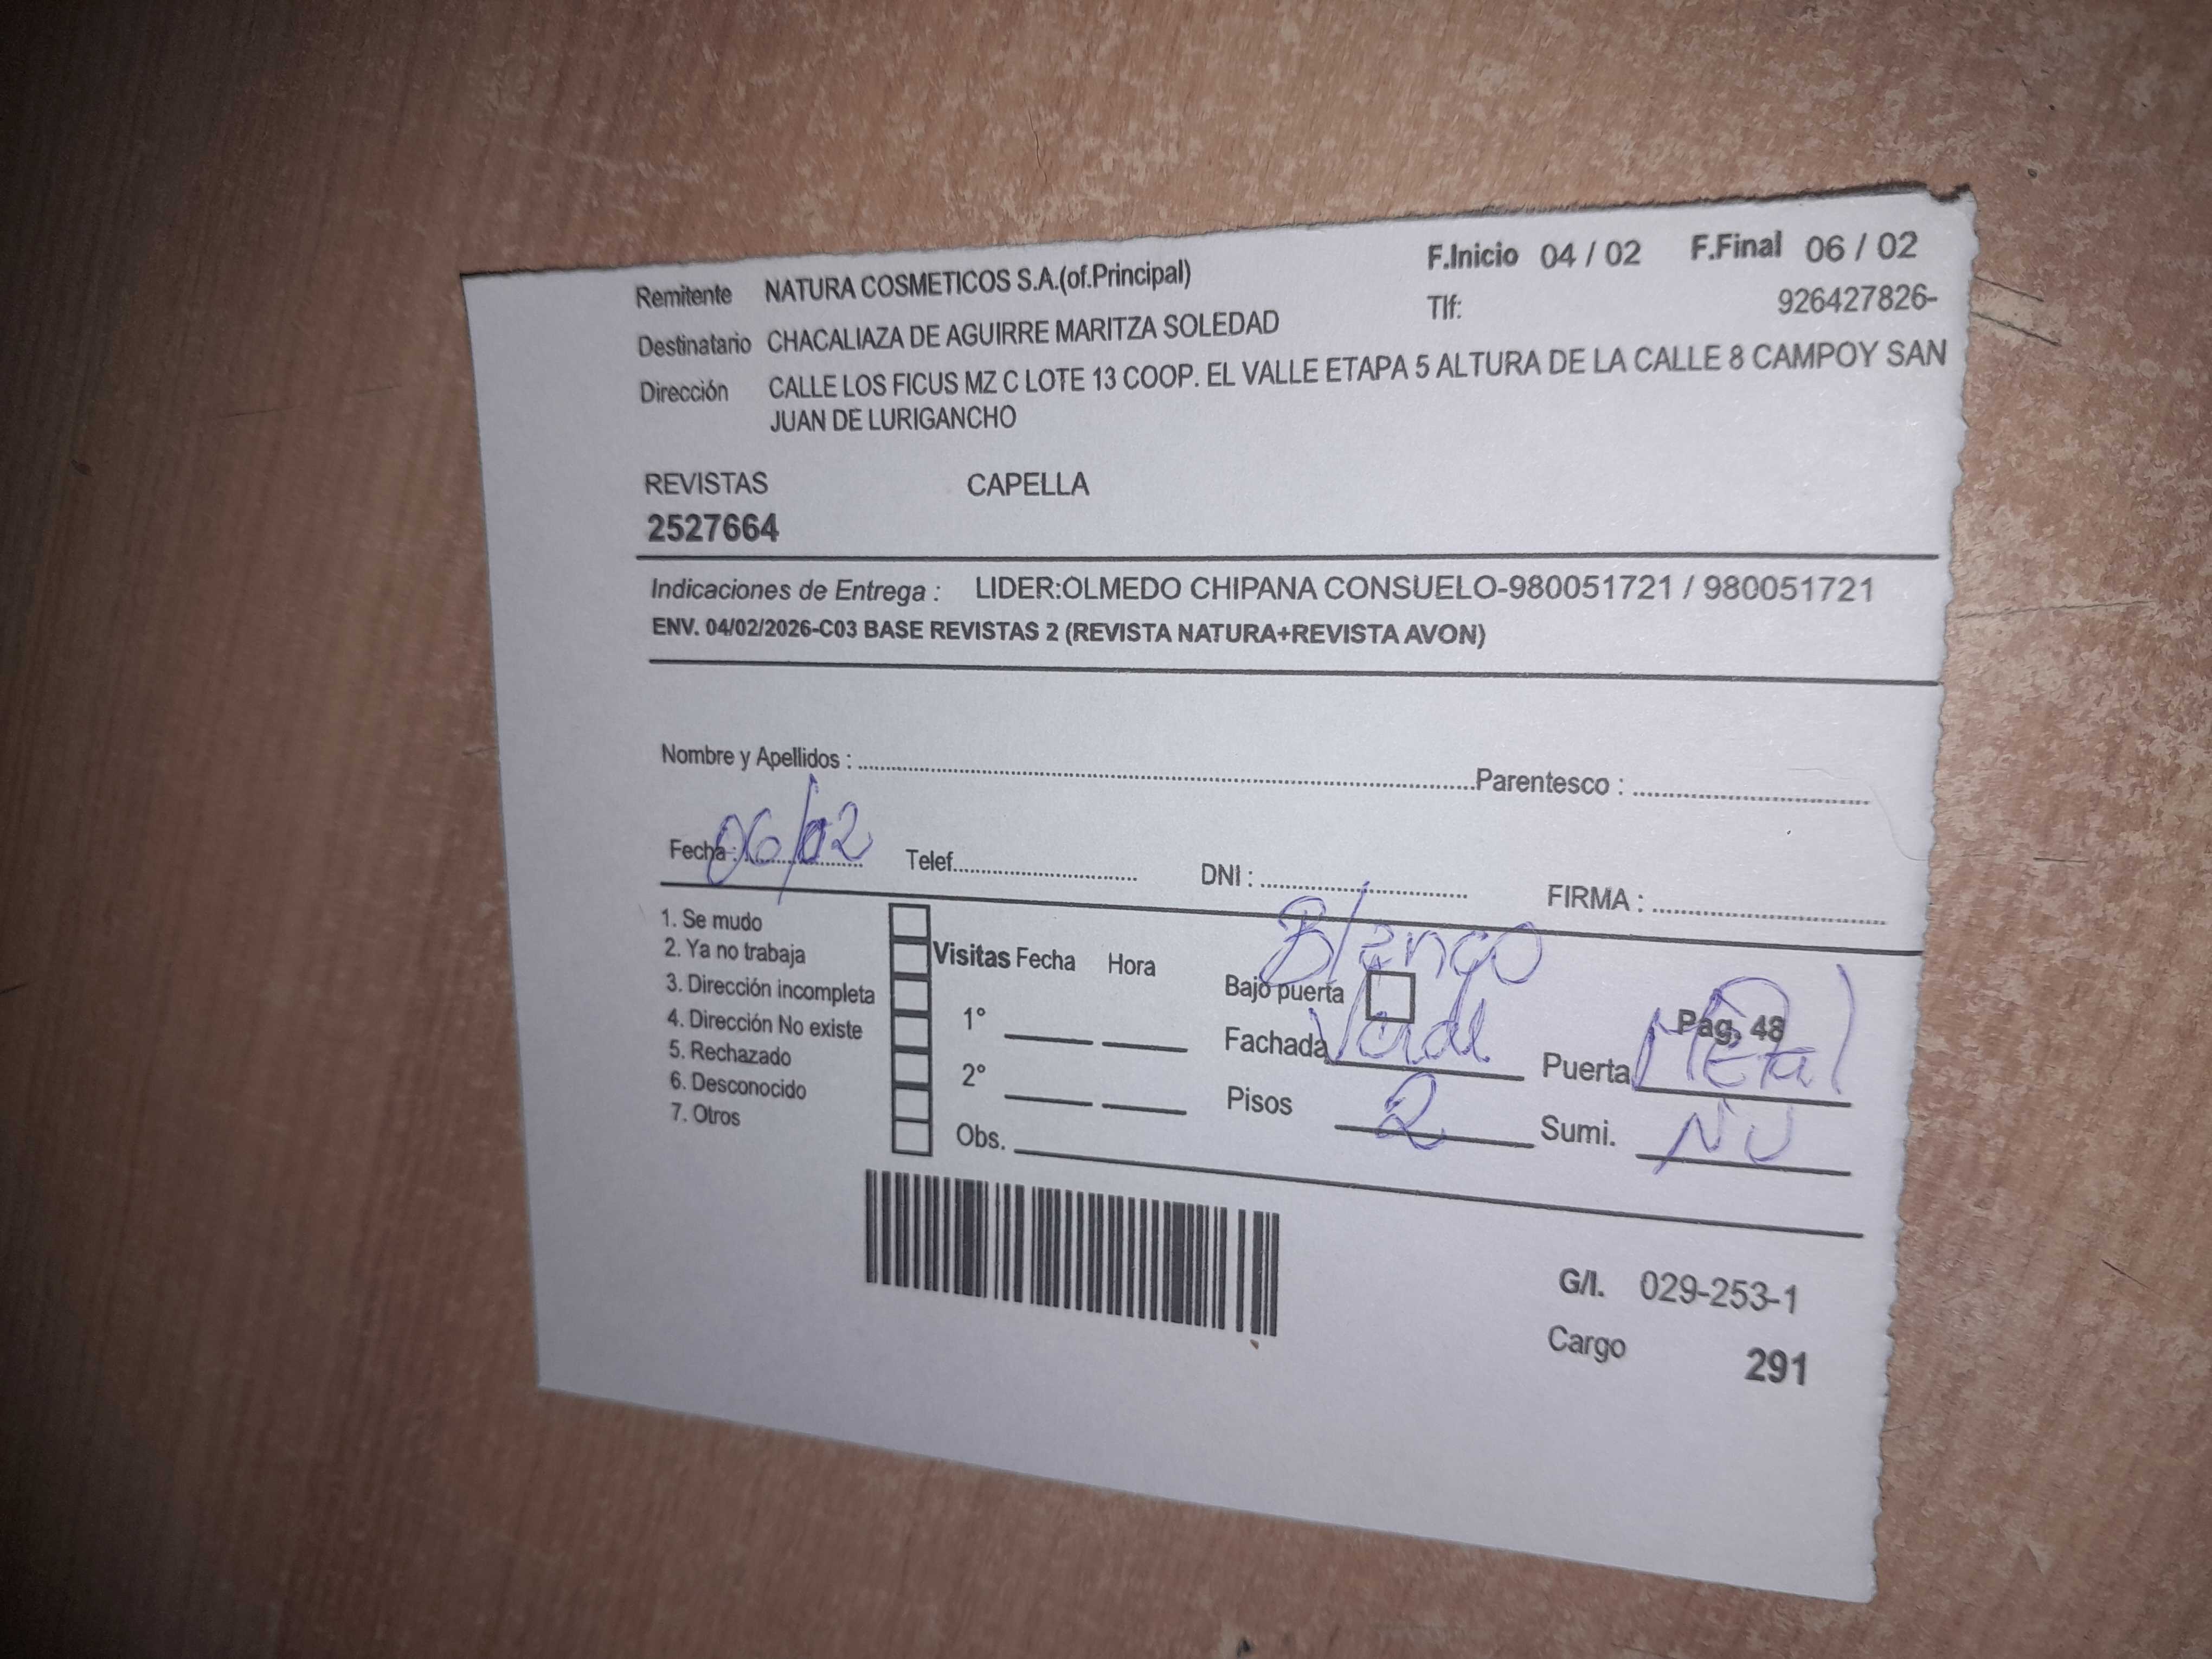 Remitente NATURA COSMETICOS S.A.(of.Principal) F.Inicio 04 / 02 F.Final 06 / 02
Destinatario CHACALIAZA DE AGUIRRE MARITZA SOLEDAD Tlf: 926427826-
Dirección CALLE LOS FICUS MZ C LOTE 13 COOP. EL VALLE ETAPA 5 ALTURA DE LA CALLE 8 CAMPOY SAN
JUAN DE LURIGANCHO
REVISTAS CAPELLA
2527664
Indicaciones de Entrega : LIDER:OLMEDO CHIPANA CONSUELO-980051721 / 980051721
ENV. 04/02/2026-C03 BASE REVISTAS 2 (REVISTA NATURA+REVISTA AVON)
Nombre y Apellidos : Parentesco :
Fecha : 06/02 Telef. DNI : FIRMA :
1. Se mudo
2. Ya no trabaja
3. Dirección incompleta
4. Dirección No existe
5. Rechazado
6. Desconocido
7. Otros
Visitas Fecha Hora
1°
2°
Obs.
Blanco
Bajo puerta
Pag, 48
Fachada Verde Puerta Metal
Pisos 2 Sumi. NU
G/I. 029-253-1
Cargo 291